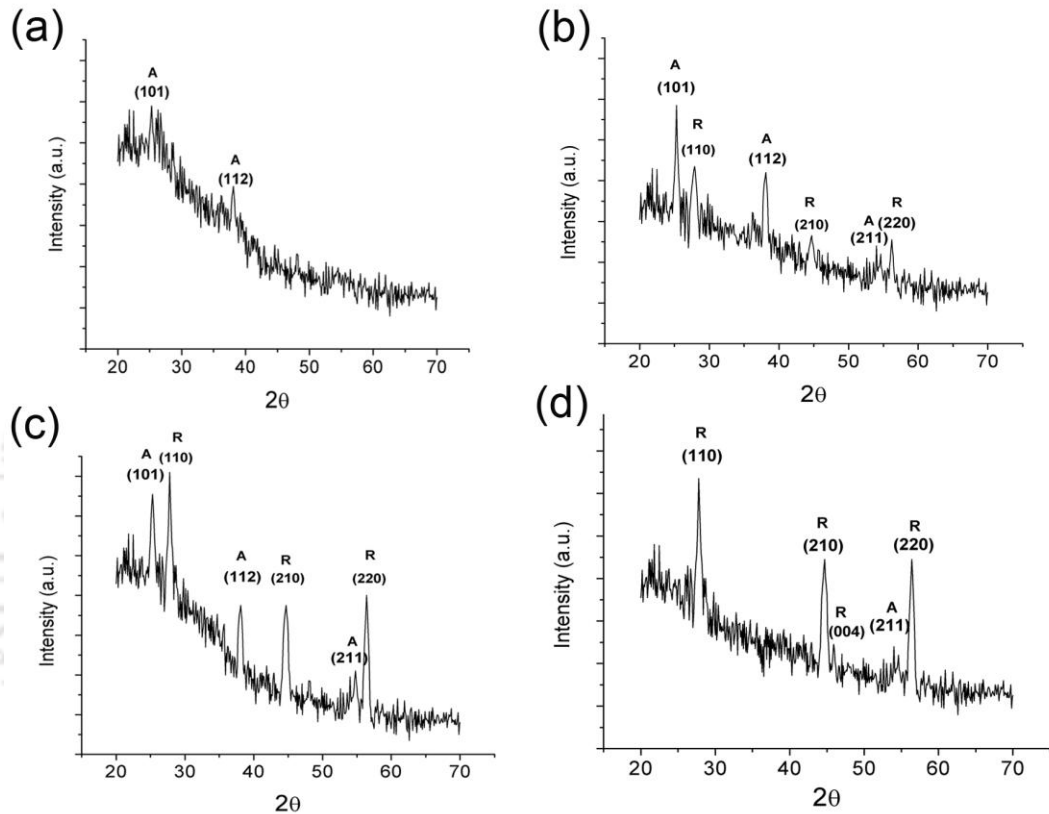 (a)
A
(101)
A
(112)
Intensity (a.u.)
20 30 40 50 60 70
2θ
(b)
A
(101)
R
(110)
A
(112)
R
(210)
A
(211)
R
(220)
Intensity (a.u.)
20 30 40 50 60 70
2θ
(c)
A
(101)
R
(110)
A
(112)
R
(210)
A
(211)
R
(220)
Intensity (a.u.)
20 30 40 50 60 70
2θ
(d)
R
(110)
R
(210)
R
(004)
A
(211)
R
(220)
Intensity (a.u.)
20 30 40 50 60 70
2θ